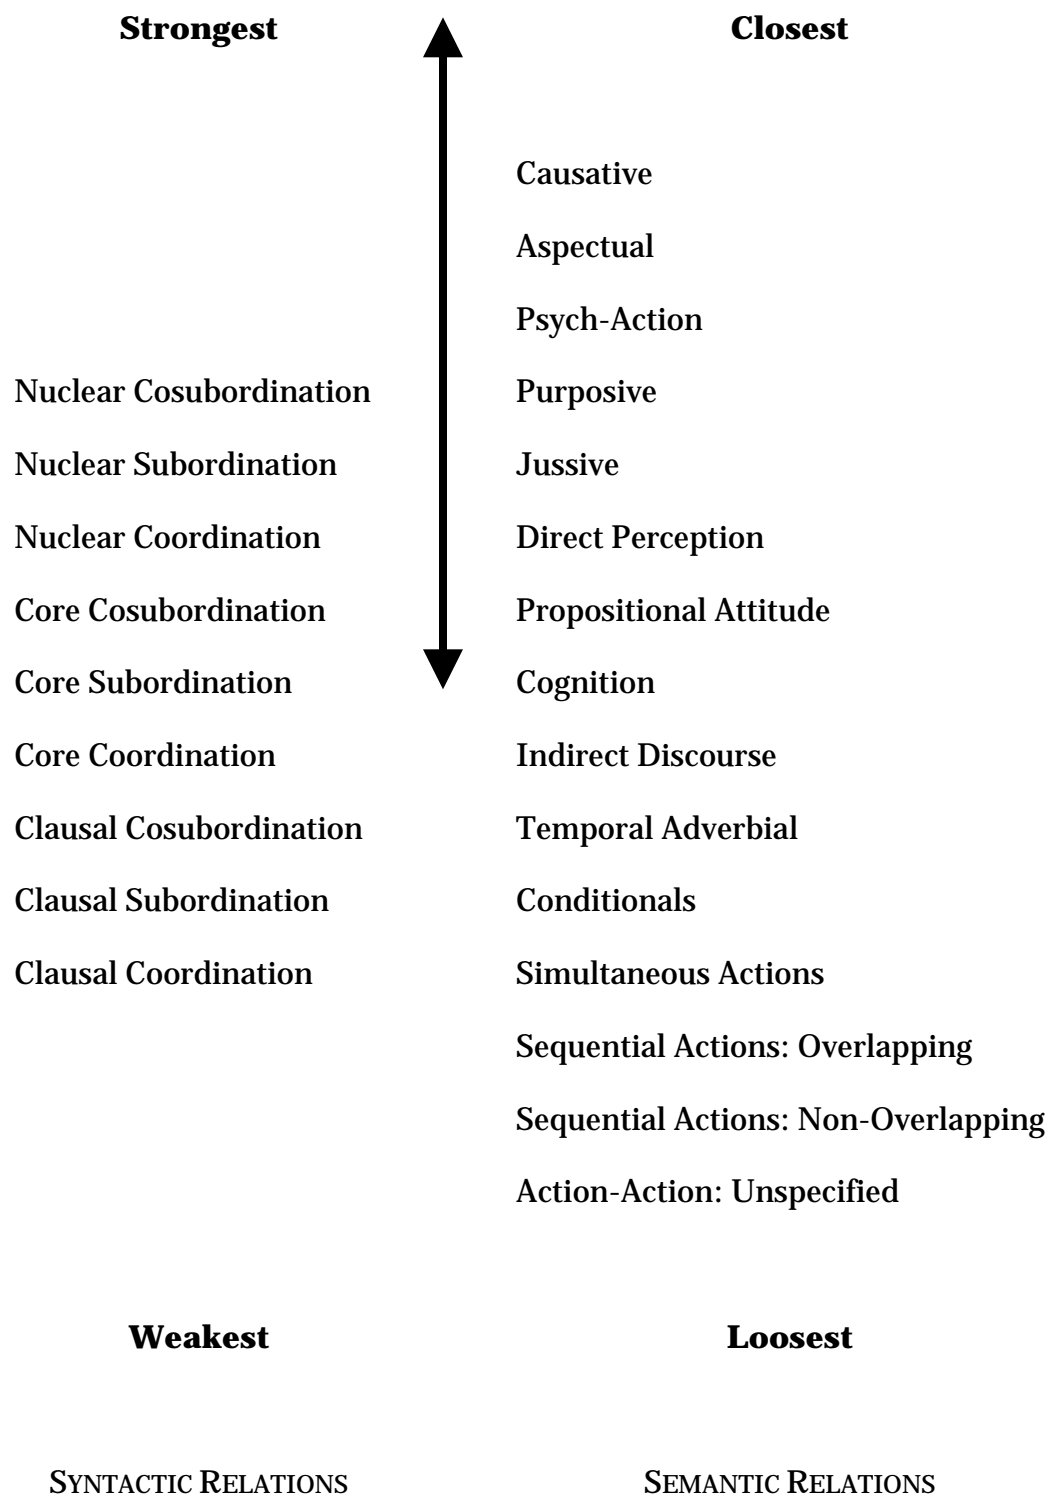 Strongest
Closest
Causative
Aspectual
Psych-Action
Nuclear Cosubordination
Purposive
Nuclear Subordination
Jussive
Nuclear Coordination
Direct Perception
Core Cosubordination
Propositional Attitude
Core Subordination
Cognition
Core Coordination
Indirect Discourse
Clausal Cosubordination
Temporal Adverbial
Clausal Subordination
Conditionals
Clausal Coordination
Simultaneous Actions
Sequential Actions: Overlapping
Sequential Actions: Non-Overlapping
Action-Action: Unspecified
Weakest
Loosest
SYNTACTIC RELATIONS
SEMANTIC RELATIONS